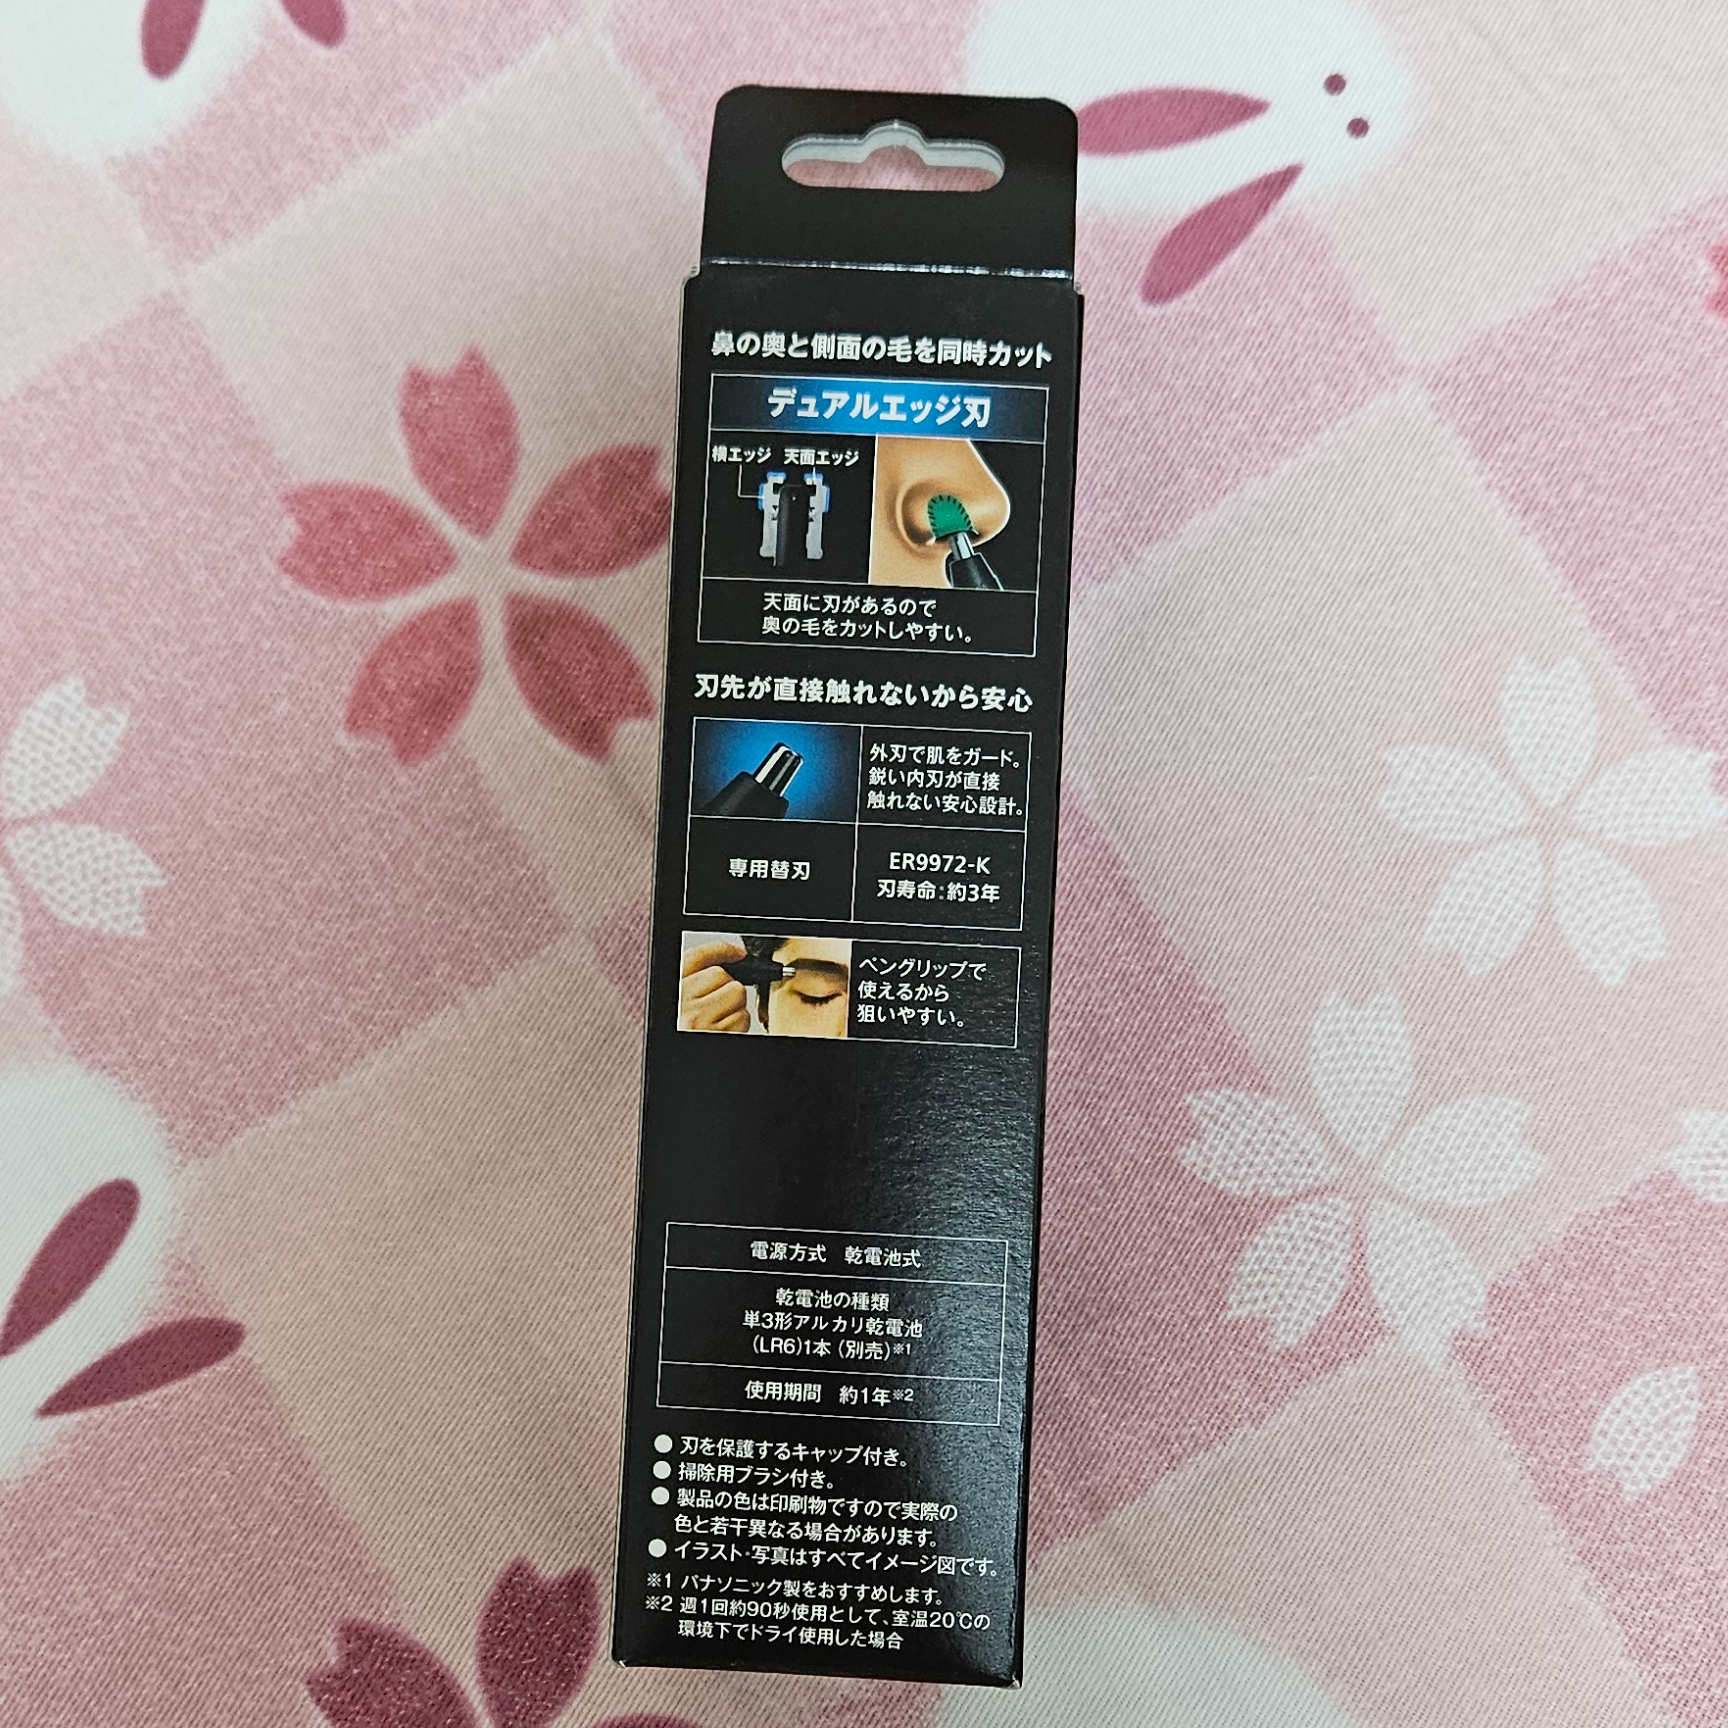 鼻の奥と側面の毛を同時カット
デュアルエッジ刃
横エッジ 天面エッジ
天面に刃があるので
奥の毛をカットしやすい。
刃先が直接触れないから安心
外刃で肌をガード。
鋭い内刃が直接
触れない安心設計。
専用替刃
ER9972-K
刃寿命:約3年
ペングリップで
使えるから
狙いやすい。
電源方式 乾電池式
乾電池の種類
単3形アルカリ乾電池
(LR6)1本(別売)※1
使用期間 約1年※2
●刃を保護するキャップ付き。
●掃除用ブラシ付き。
●製品の色は印刷物ですので実際の
色と若干異なる場合があります。
●イラスト・写真はすべてイメージ図です。
※1 パナソニック製をおすすめします。
※2 週1回約90秒使用として、室温20℃の
環境下でドライ使用した場合